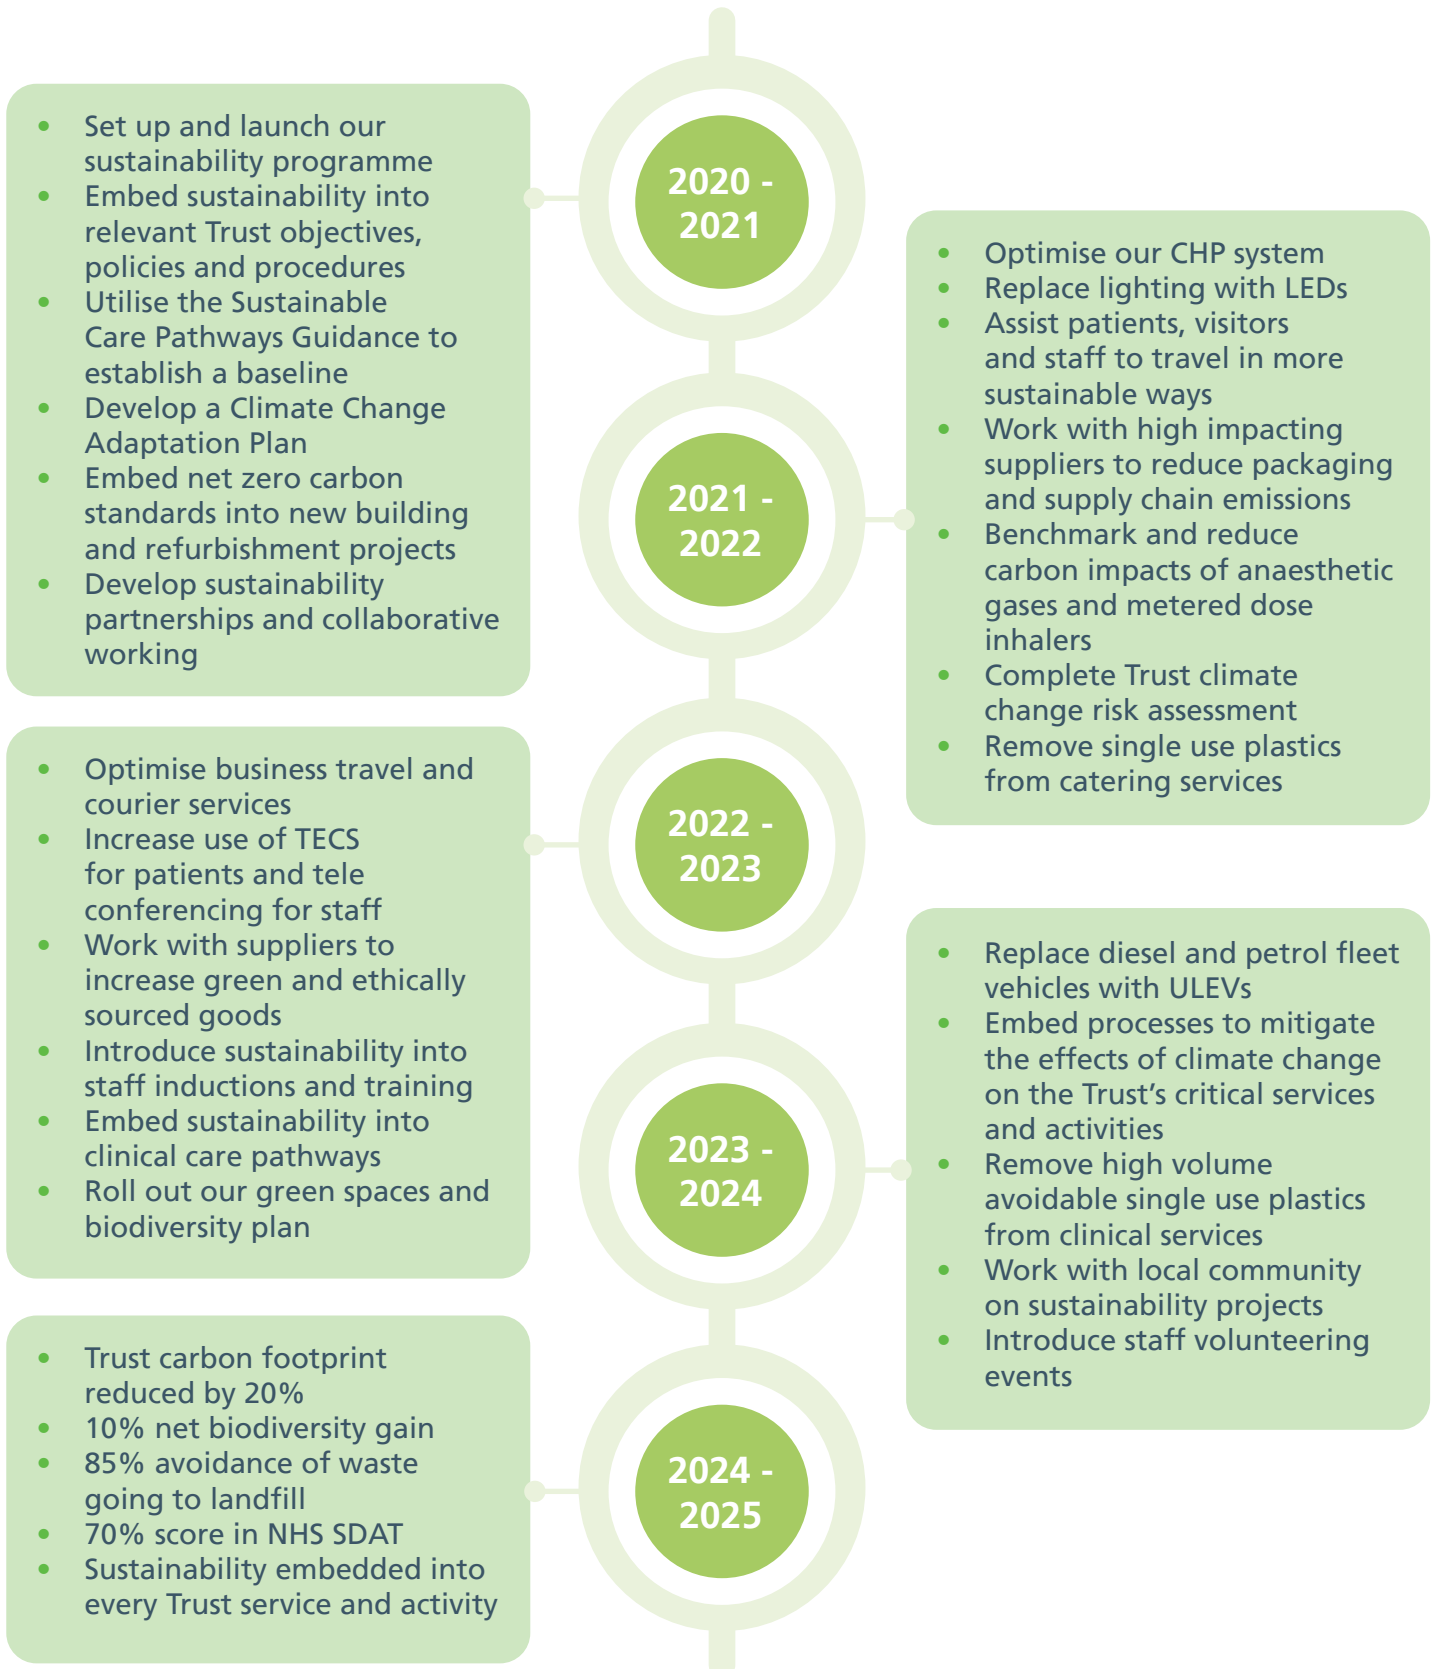 2020 -
2021
• Set up and launch our
sustainability programme
• Embed sustainability into
relevant Trust objectives,
policies and procedures
• Utilise the Sustainable
Care Pathways Guidance to
establish a baseline
• Develop a Climate Change
Adaptation Plan
• Embed net zero carbon
standards into new building
and refurbishment projects
• Develop sustainability
partnerships and collaborative
working
2021 -
2022
• Optimise our CHP system
• Replace lighting with LEDs
• Assist patients, visitors
and staff to travel in more
sustainable ways
• Work with high impacting
suppliers to reduce packaging
and supply chain emissions
• Benchmark and reduce
carbon impacts of anaesthetic
gases and metered dose
inhalers
• Complete Trust climate
change risk assessment
• Remove single use plastics
from catering services
2022 -
2023
• Optimise business travel and
courier services
• Increase use of TECS
for patients and tele
conferencing for staff
• Work with suppliers to
increase green and ethically
sourced goods
• Introduce sustainability into
staff inductions and training
• Embed sustainability into
clinical care pathways
• Roll out our green spaces and
biodiversity plan
2023 -
2024
• Replace diesel and petrol fleet
vehicles with ULEVs
• Embed processes to mitigate
the effects of climate change
on the Trust’s critical services
and activities
• Remove high volume
avoidable single use plastics
from clinical services
• Work with local community
on sustainability projects
• Introduce staff volunteering
events
2024 -
2025
• Trust carbon footprint
reduced by 20%
• 10% net biodiversity gain
• 85% avoidance of waste
going to landfill
• 70% score in NHS SDAT
• Sustainability embedded into
every Trust service and activity